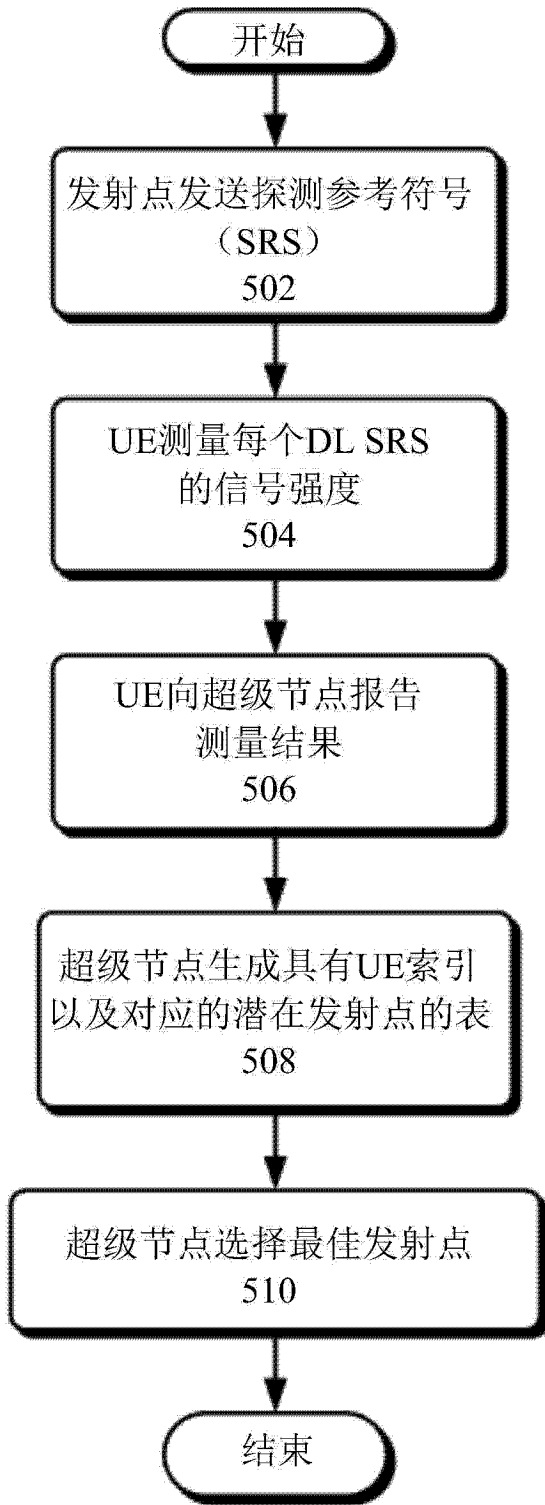 开始
发射点发送探测参考符号
（SRS）
502
UE测量每个DL SRS
的信号强度
504
UE向超级节点报告
测量结果
506
超级节点生成具有UE索引
以及对应的潜在发射点的表
508
超级节点选择最佳发射点
510
结束